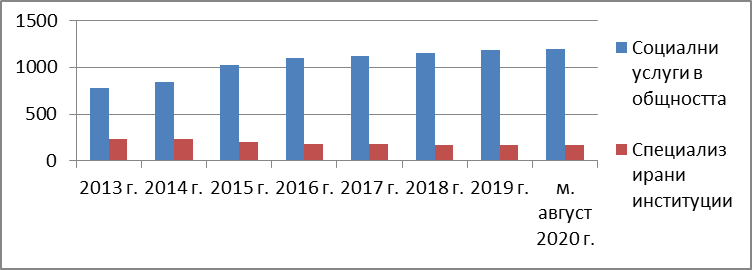 1500
1000
500
0
2013 г. 2014 г. 2015 г. 2016 г. 2017 г. 2018 г. 2019 г. м.
август
2020 г.
Социални
услуги в
общността
Специализ
ирани
институции